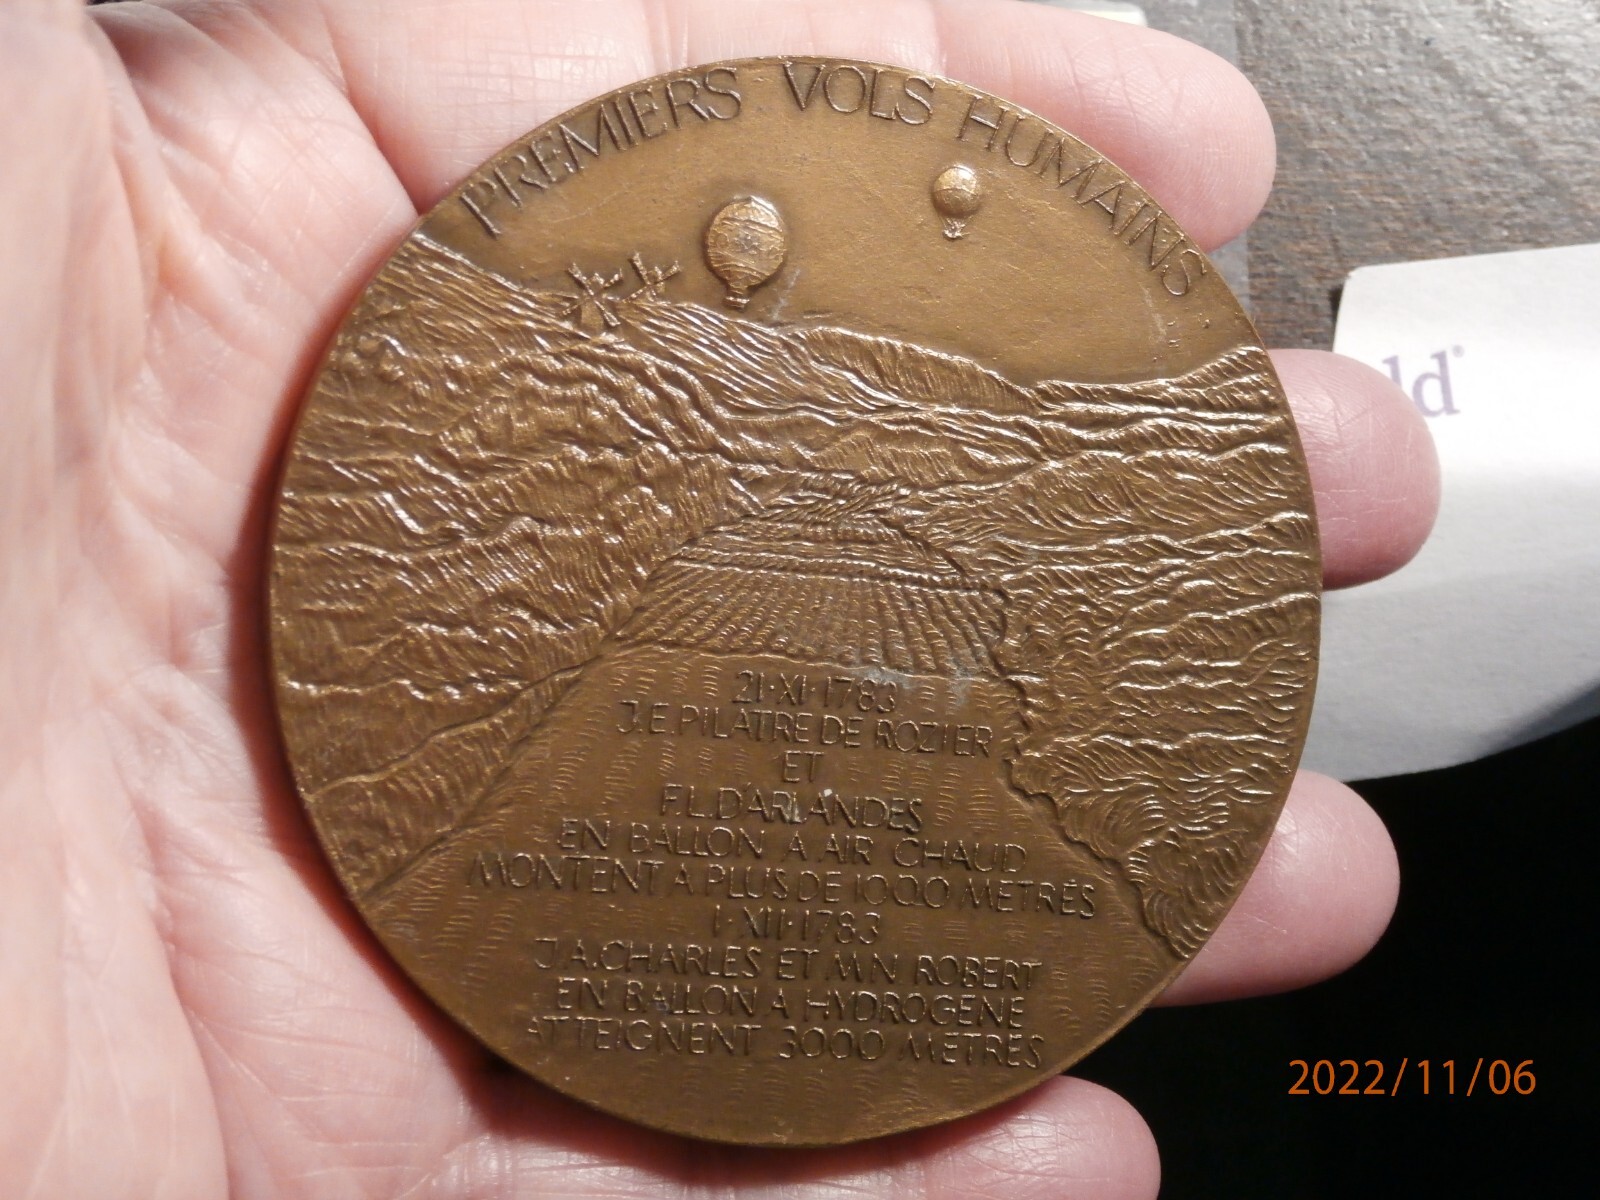 PREMIERS VOLS HUMAINS
21·XI·1783
J.E.PILATRE DE ROZIER
ET
F.L.D'ARLANDES
EN BALLON A AIR CHAUD
MONTENT A PLUS DE 1000 METRES
1·XII·1783
J.A.CHARLES ET M N ROBERT
EN BALLON A HYDROGENE
ATTEIGNENT 3000 METRES
ld®
2022/11/06